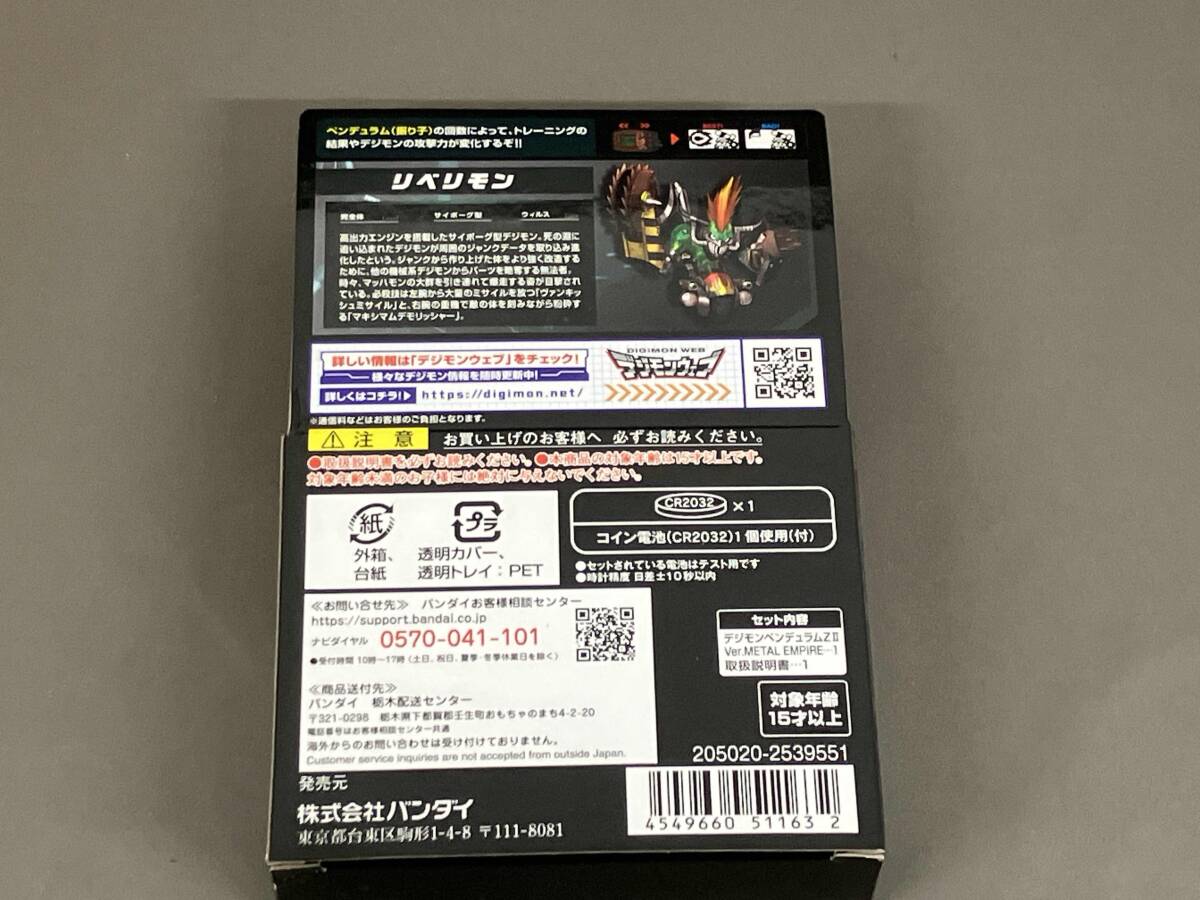 ペンデュラム(振り子)の回数によって、トレーニングの
結果やデジモンの攻撃力が変化するぞ!!
BEST!
BAD!
リベリモン
完全体
サイボーグ型
ウィルス
高出力エンジンを搭載したサイボーグ型デジモン。死の淵に
追い込まれたデジモンが周囲のジャンクデータを取り込み進
化したという。ジャンクから作り上げた体をより強く改造する
ために、他の機械系デジモンからパーツを略奪する無法者。
時々、マッハモンの大群を引き連れて爆走する姿が目撃され
ている。必殺技は左腕から大量のミサイルを放つ「ヴァンキッ
シュミサイル」と、右腕の重機で敵の体を刻みながら粉砕す
る「マキシマムデモリッシャー」。
詳しい情報は「デジモンウェブ」をチェック!
様々なデジモン情報を随時更新中!
詳しくはコチラ! https://digimon.net/
DIGIMON WEB
デジモンウェブ
※通信料などはお客様のご負担となります。
注 意 お買い上げのお客様へ 必ずお読みください。
●取扱説明書を必ずお読みください。●本商品の対象年齢は15才以上です。
対象年齢未満のお子様には絶対に与えないでください。
紙
外箱、
台紙
プラ
透明カバー、
透明トレイ:PET
CR2032 ×1
コイン電池(CR2032)1個使用(付)
●セットされている電池はテスト用です
●時計精度 日差±10秒以内
≪お問い合せ先≫ バンダイお客様相談センター
https://support.bandai.co.jp
ナビダイヤル 0570-041-101
●受付時間 10時〜17時(土日、祝日、夏季・冬季休業日を除く)
≪商品送付先≫
バンダイ 栃木配送センター
〒321-0298 栃木県下都賀郡壬生町おもちゃのまち4-2-20
電話番号はお客様相談センター共通
海外からのお問い合わせは受け付けておりません。
Customer service inquiries are not accepted from outside Japan.
セット内容
デジモンペンデュラムZⅡ
Ver.METAL EMPIRE…1
取扱説明書…1
対象年齢
15才以上
205020-2539551
発売元
株式会社バンダイ
東京都台東区駒形1-4-8 〒111-8081
4549660 51163 2